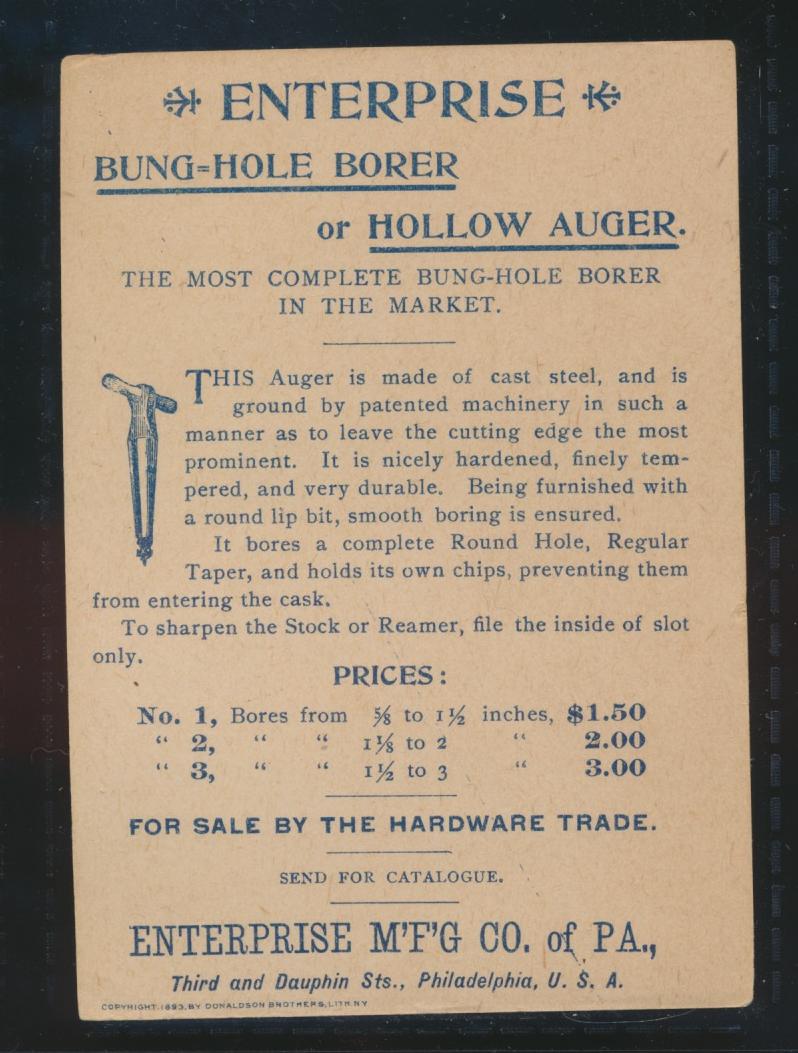 ENTERPRISE
BUNG=HOLE BORER
or HOLLOW AUGER.
THE MOST COMPLETE BUNG-HOLE BORER
IN THE MARKET.
THIS Auger is made of cast steel, and is
ground by patented machinery in such a
manner as to leave the cutting edge the most
prominent. It is nicely hardened, finely tem-
pered, and very durable. Being furnished with
a round lip bit, smooth boring is ensured.
It bores a complete Round Hole, Regular
Taper, and holds its own chips, preventing them
from entering the cask.
To sharpen the Stock or Reamer, file the inside of slot
only.
PRICES:
No. 1, Bores from ⅝ to 1½ inches, $1.50
“ 2, “ “ 1⅛ to 2 “ 2.00
“ 3, “ “ 1½ to 3 “ 3.00
FOR SALE BY THE HARDWARE TRADE.
SEND FOR CATALOGUE.
ENTERPRISE M'F'G CO. of PA.,
Third and Dauphin Sts., Philadelphia, U. S. A.
COPYRIGHT. 1893, BY DONALDSON BROTHERS, LITH. NY